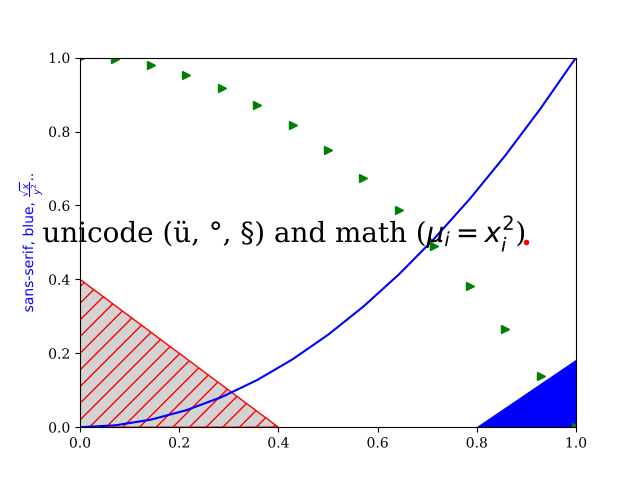 1.0
0.8
0.6
unicode (ü, °, §) and math (μᵢ = xᵢ²)
sans-serif, blue, √x/y²..
0.4
0.2
0.0
0.0 0.2 0.4 0.6 0.8 1.0